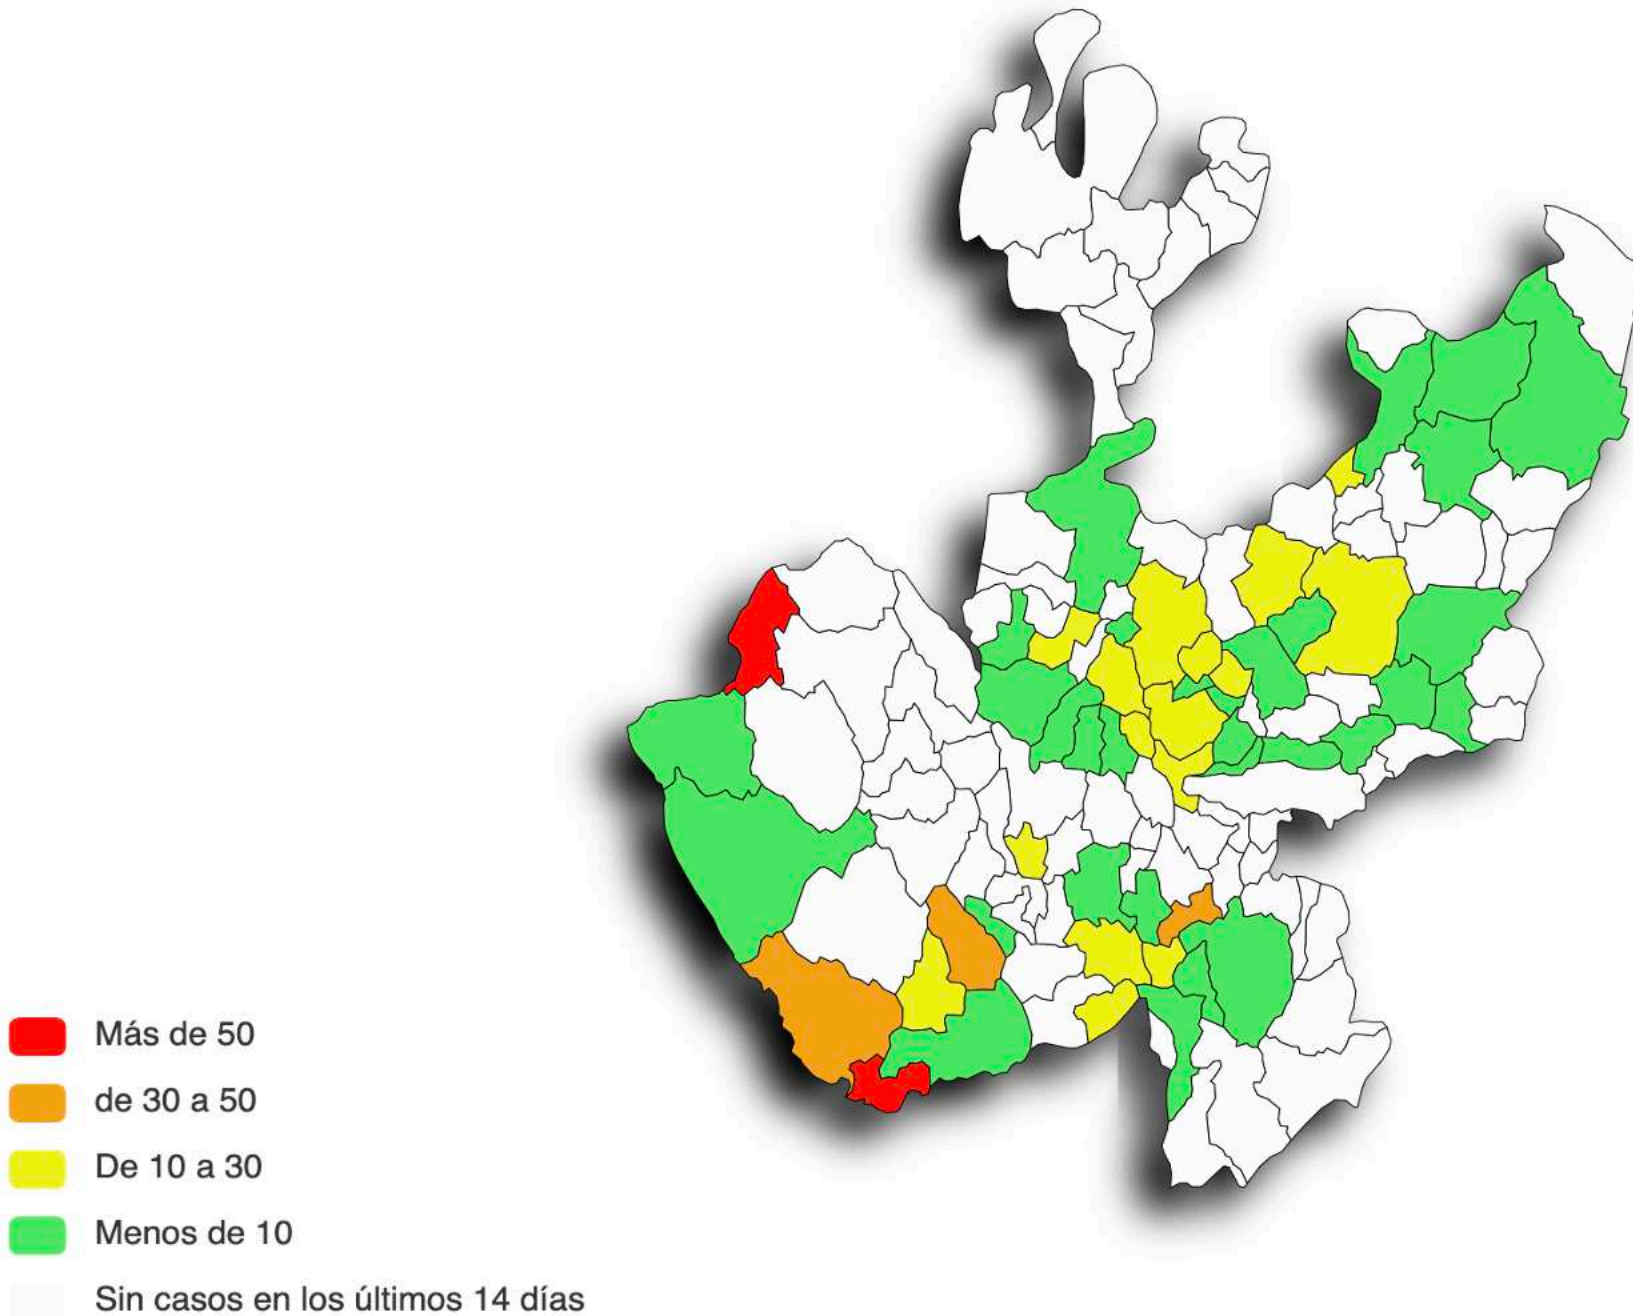 Más de 50
de 30 a 50
De 10 a 30
Menos de 10
Sin casos en los últimos 14 días